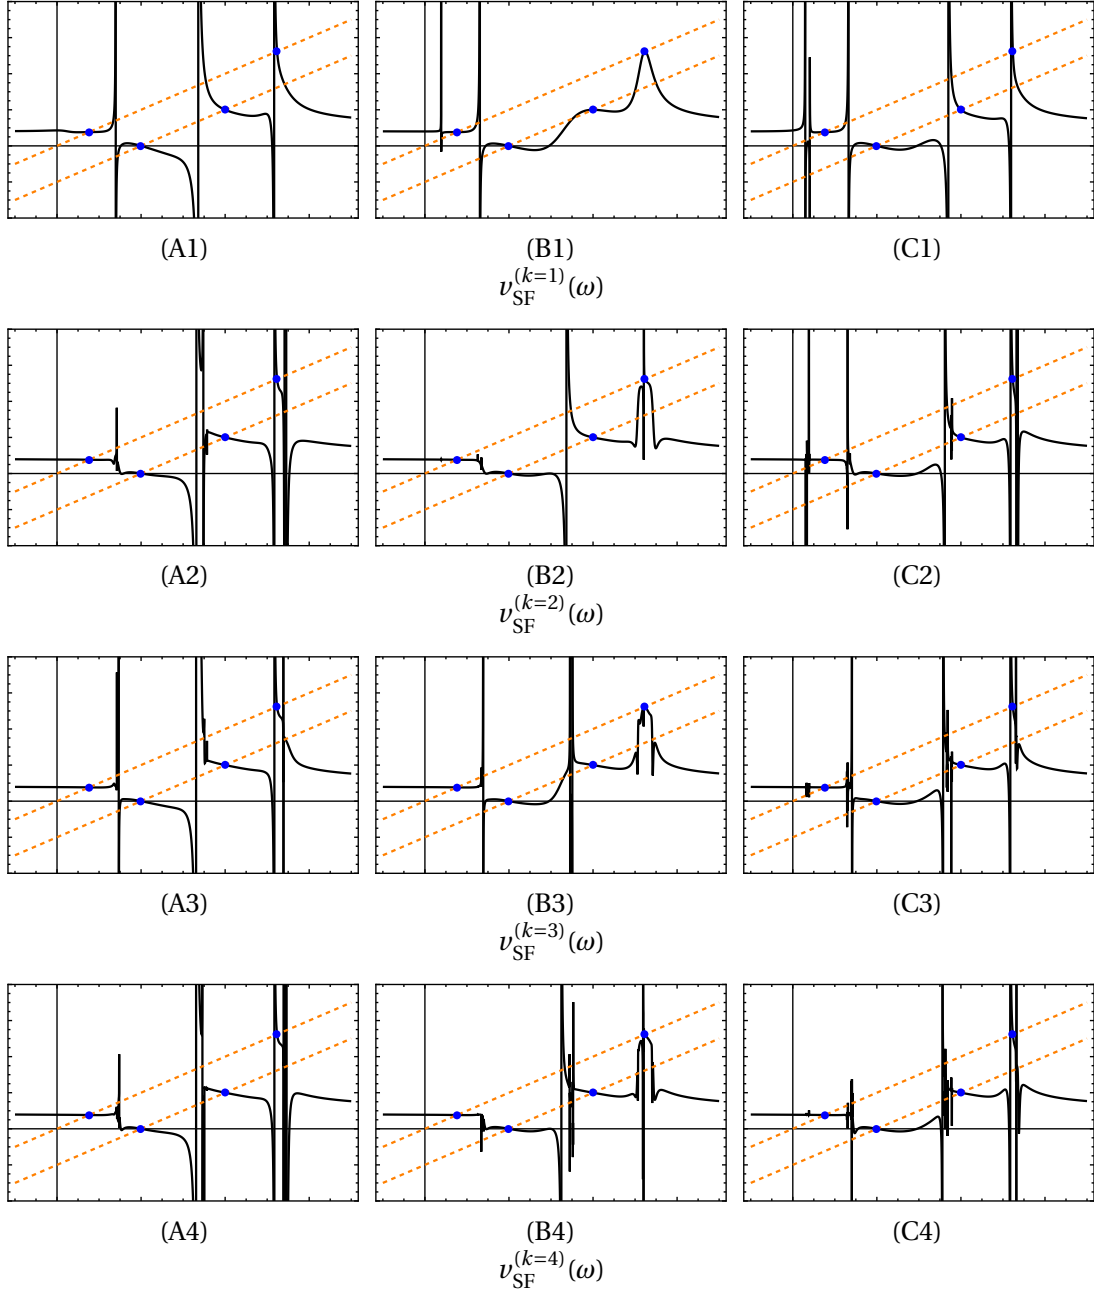 (A1) (B1) (C1)
v_SF^(k=1)(ω)
(A2) (B2) (C2)
v_SF^(k=2)(ω)
(A3) (B3) (C3)
v_SF^(k=3)(ω)
(A4) (B4) (C4)
v_SF^(k=4)(ω)